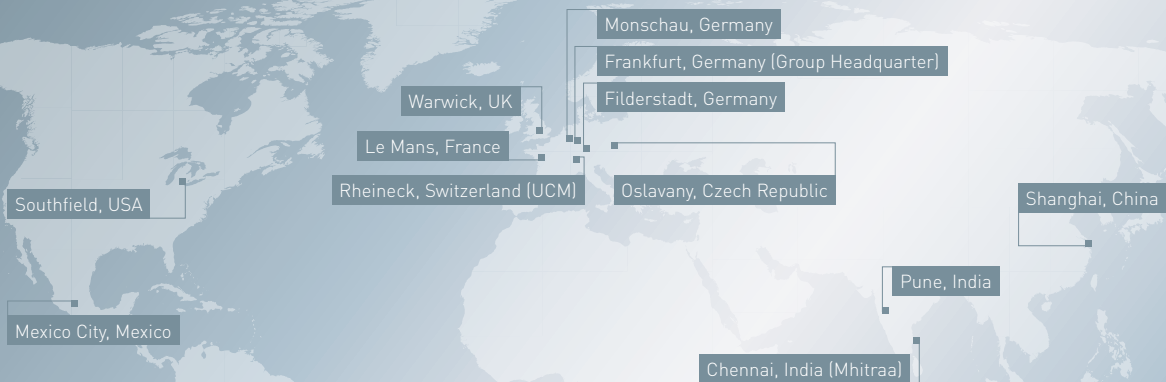 Monschau, Germany
Frankfurt, Germany (Group Headquarter)
Warwick, UK
Filderstadt, Germany
Le Mans, France
Rheineck, Switzerland (UCM)
Oslavany, Czech Republic
Southfield, USA
Shanghai, China
Pune, India
Mexico City, Mexico
Chennai, India (Mhitraa)